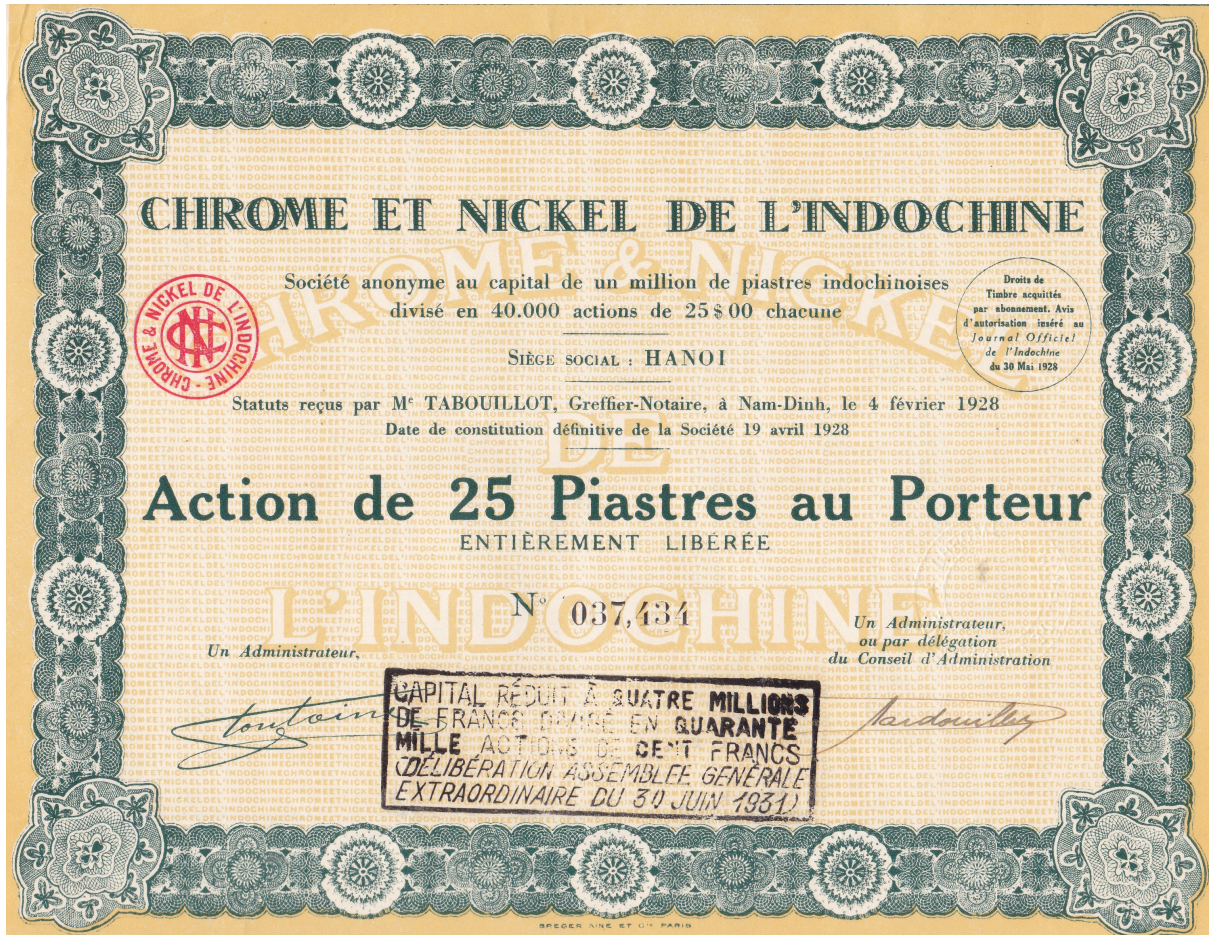 CHROME ET NICKEL DE L'INDOCHINE
CHROME & NICKEL
DE
L'INDOCHINE
Société anonyme au capital de un million de piastres indochinoises
divisé en 40.000 actions de 25 $ 00 chacune
SIÈGE SOCIAL : HANOI
CHROME & NICKEL DE L'INDOCHINE -
Droits de
Timbre acquittés
par abonnement. Avis
d'autorisation inséré au
Journal Officiel
de l'Indochine
du 30 Mai 1928
Statuts reçus par Me TABOUILLOT, Greffier-Notaire, à Nam-Dinh, le 4 février 1928
Date de constitution définitive de la Société 19 avril 1928
Action de 25 Piastres au Porteur
ENTIÈREMENT LIBÉRÉE
No 037,434
Un Administrateur,
Un Administrateur,
ou par délégation
du Conseil d'Administration
CAPITAL RÉDUIT À QUATRE MILLIONS
DE FRANCS DIVISÉ EN QUARANTE
MILLE ACTIONS DE CENT FRANCS
(DÉLIBÉRATION ASSEMBLÉE GÉNÉRALE
EXTRAORDINAIRE DU 30 JUIN 1931)
BREGER AINE ET Cie PARIS